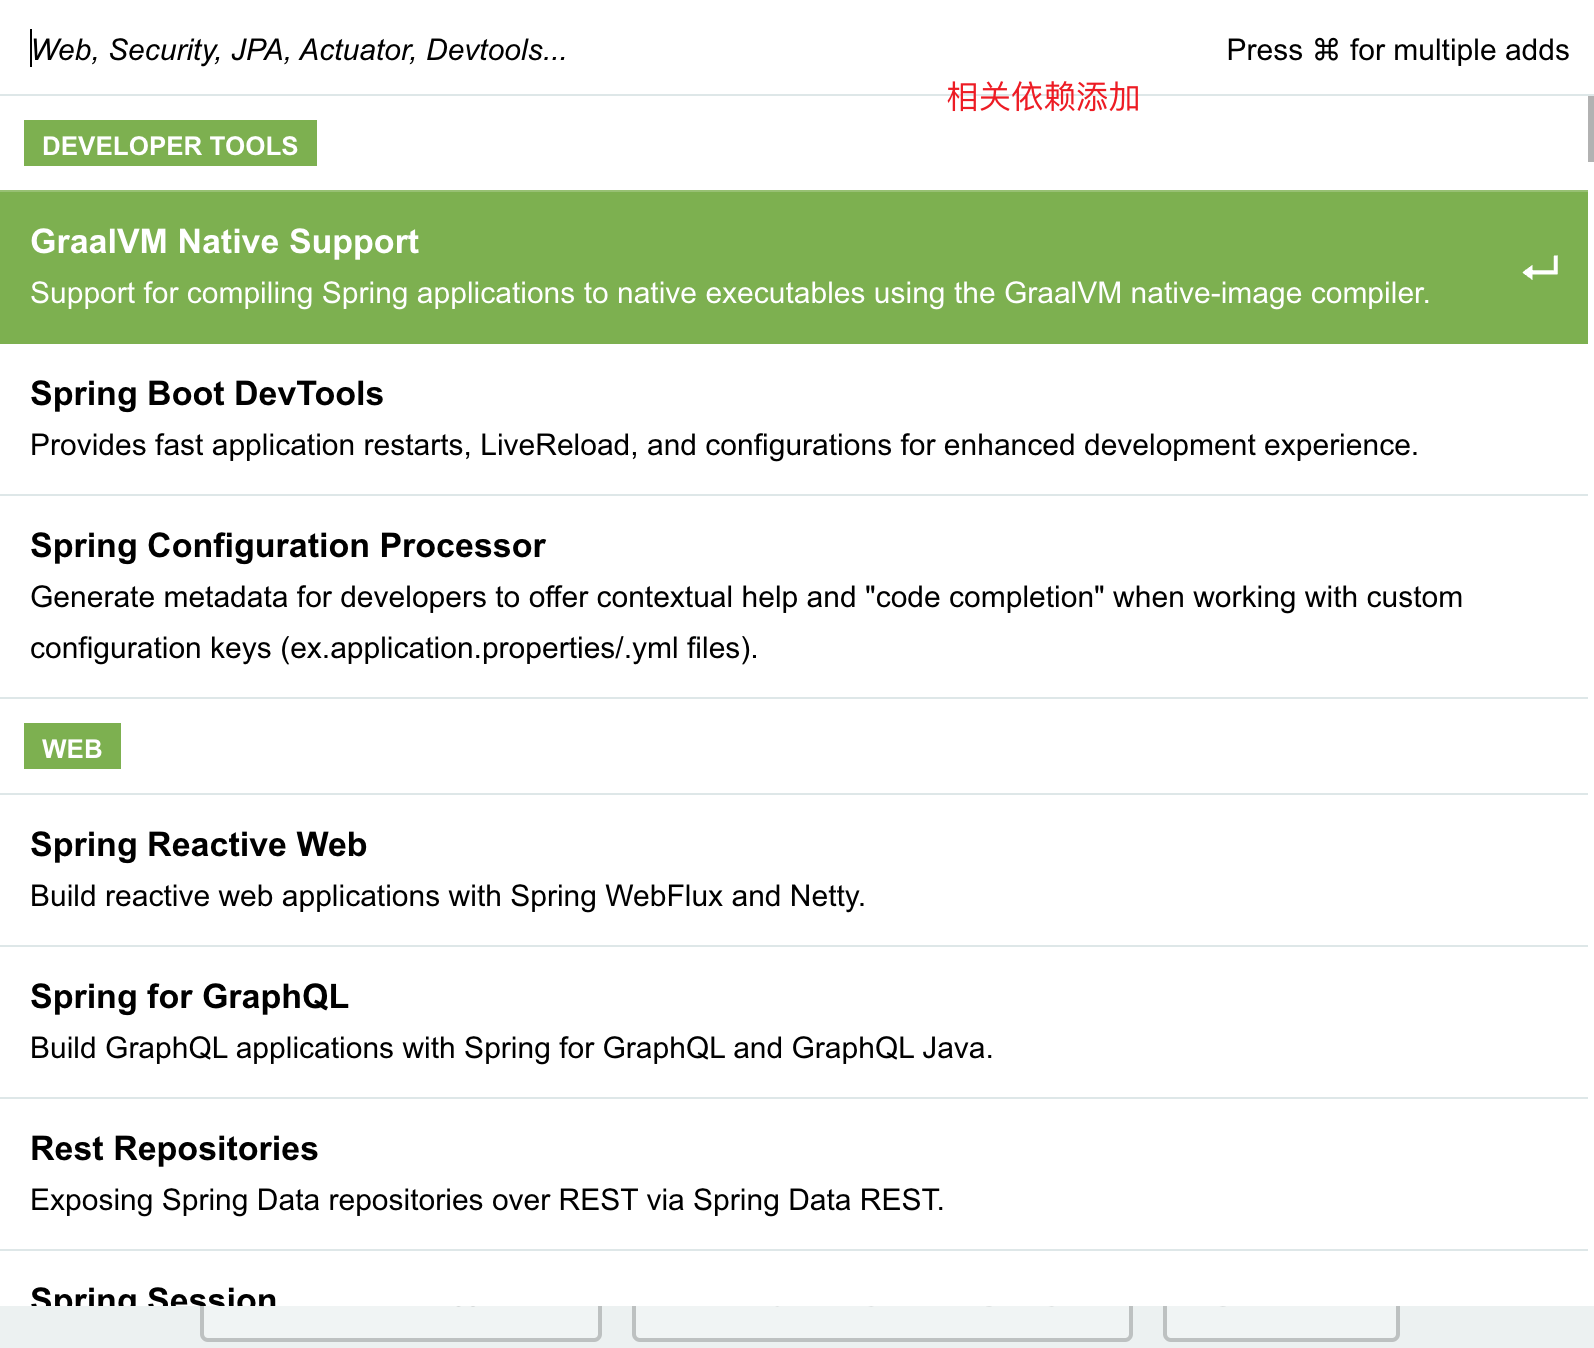 Web, Security, JPA, Actuator, Devtools...
Press ⌘ for multiple adds
相关依赖添加
DEVELOPER TOOLS
GraalVM Native Support
Support for compiling Spring applications to native executables using the GraalVM native-image compiler.
Spring Boot DevTools
Provides fast application restarts, LiveReload, and configurations for enhanced development experience.
Spring Configuration Processor
Generate metadata for developers to offer contextual help and "code completion" when working with custom
configuration keys (ex.application.properties/.yml files).
WEB
Spring Reactive Web
Build reactive web applications with Spring WebFlux and Netty.
Spring for GraphQL
Build GraphQL applications with Spring for GraphQL and GraphQL Java.
Rest Repositories
Exposing Spring Data repositories over REST via Spring Data REST.
Spring Session